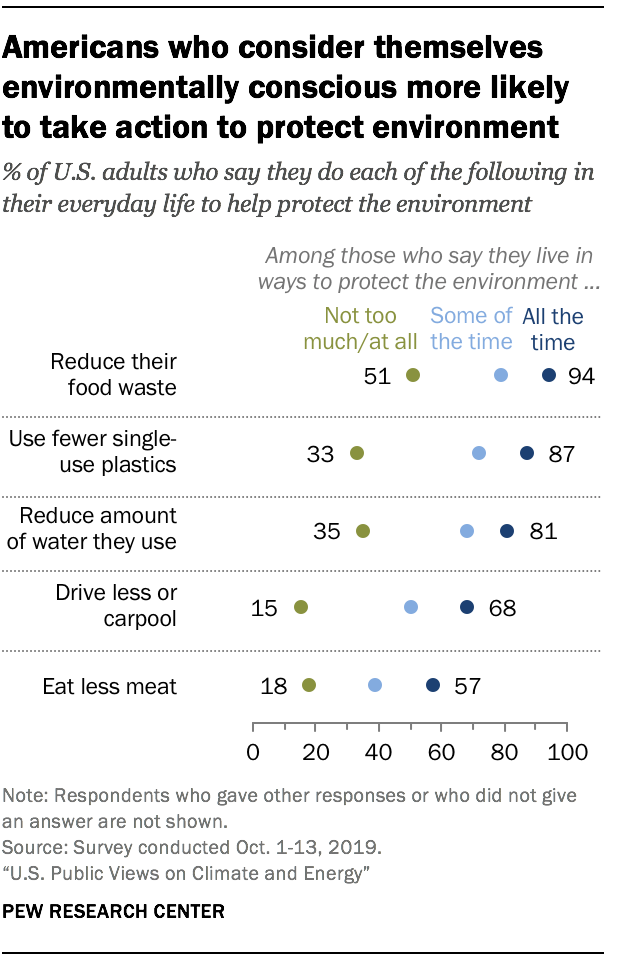 Americans who consider themselves
environmentally conscious more likely
to take action to protect environment
% of U.S. adults who say they do each of the following in
their everyday life to help protect the environment
Among those who say they live in
ways to protect the environment ...
Not too
much/at all
Some of
the time
All the
time
Reduce their
food waste
51
94
Use fewer single-
use plastics
33
87
Reduce amount
of water they use
35
81
Drive less or
carpool
15
68
Eat less meat
18
57
0 20 40 60 80 100
Note: Respondents who gave other responses or who did not give
an answer are not shown.
Source: Survey conducted Oct. 1-13, 2019.
“U.S. Public Views on Climate and Energy”
PEW RESEARCH CENTER